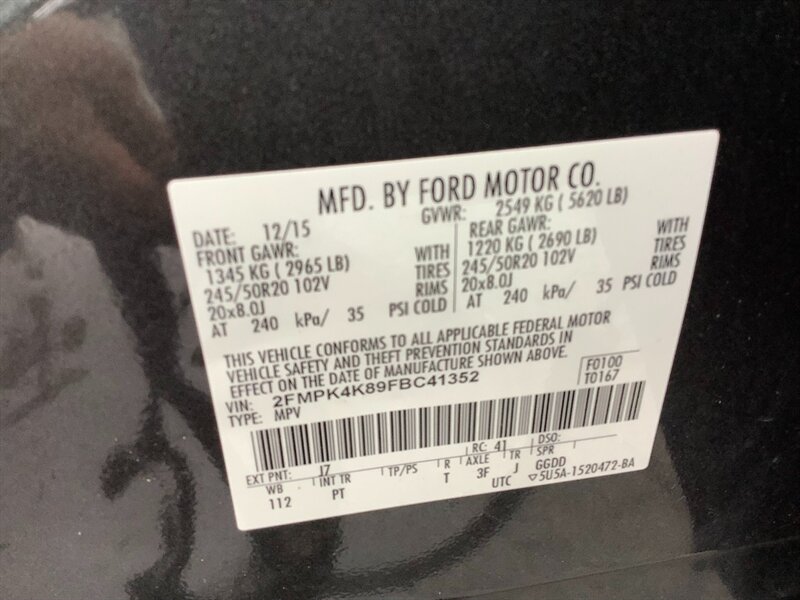 MFD. BY FORD MOTOR CO.
DATE: 12/15 GVWR: 2549 KG ( 5620 LB)
FRONT GAWR: REAR GAWR:
1345 KG ( 2965 LB) WITH 1220 KG ( 2690 LB) WITH
245/50R20 102V TIRES 245/50R20 102V TIRES
20x8.0J RIMS 20x8.0J RIMS
AT 240 kPa/ 35 PSI COLD AT 240 kPa/ 35 PSI COLD
THIS VEHICLE CONFORMS TO ALL APPLICABLE FEDERAL MOTOR
VEHICLE SAFETY AND THEFT PREVENTION STANDARDS IN
EFFECT ON THE DATE OF MANUFACTURE SHOWN ABOVE.
VIN: 2FMPK4K89FBC41352 F0100
TYPE: MPV T0167
EXT PNT: J7 RC: 41 DSO:
WB INT TR TP/PS R AXLE TR SPR
112 PT T 3F J GGDD
UTC ▽5U5A-1520472-BA